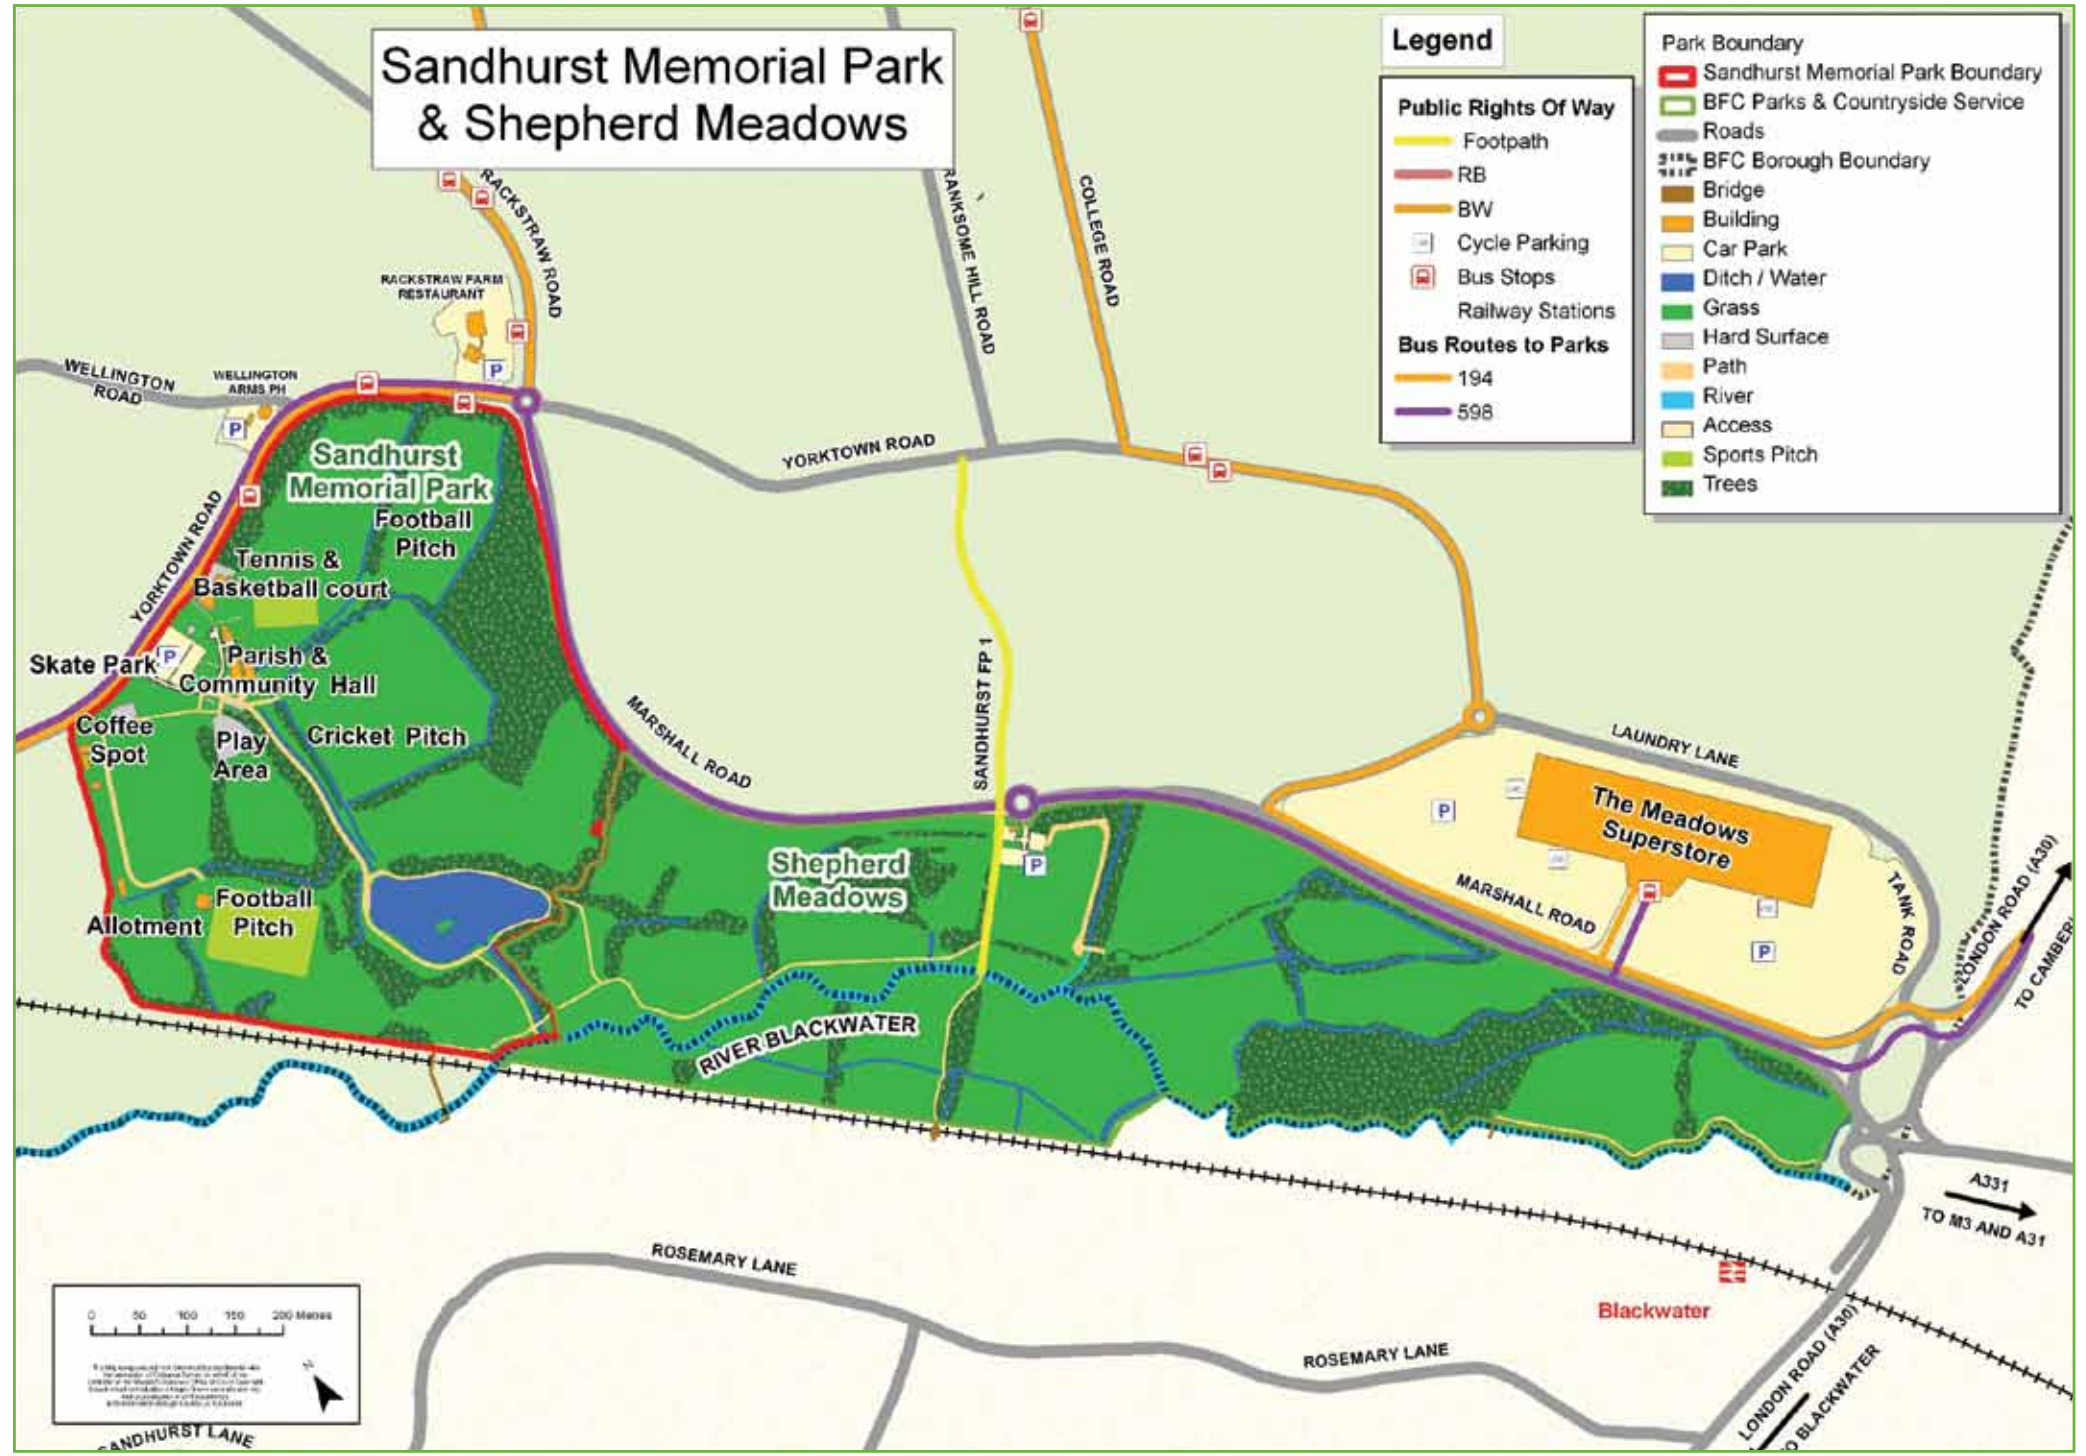 Sandhurst Memorial Park
& Shepherd Meadows
Legend
Public Rights Of Way
Footpath
RB
BW
Cycle Parking
Bus Stops
Railway Stations
Bus Routes to Parks
194
598
Park Boundary
Sandhurst Memorial Park Boundary
BFC Parks & Countryside Service
Roads
BFC Borough Boundary
Bridge
Building
Car Park
Ditch / Water
Grass
Hard Surface
Path
River
Access
Sports Pitch
Trees
RACKSTRAW ROAD
RANKSOME HILL ROAD
COLLEGE ROAD
RACKSTRAW FARM
RESTAURANT
P
WELLINGTON
ROAD
WELLINGTON
ARMS PH
P
YORKTOWN ROAD
Sandhurst
Memorial Park
Football
Pitch
YORKTOWN ROAD
Tennis &
Basketball court
Skate Park
P
Parish &
Community Hall
SANDHURST FP 1
Coffee
Spot
Play
Area
Cricket Pitch
MARSHALL ROAD
LAUNDRY LANE
P
The Meadows
Superstore
Shepherd
Meadows
P
MARSHALL ROAD
TANK ROAD
LONDON ROAD (A30)
TO CAMBER
Allotment
Football
Pitch
P
RIVER BLACKWATER
A331
TO M3 AND A31
ROSEMARY LANE
Blackwater
ROSEMARY LANE
LONDON ROAD (A30)
O BLACKWATER
0 50 100 150 200 Metres
ANDHURST LANE